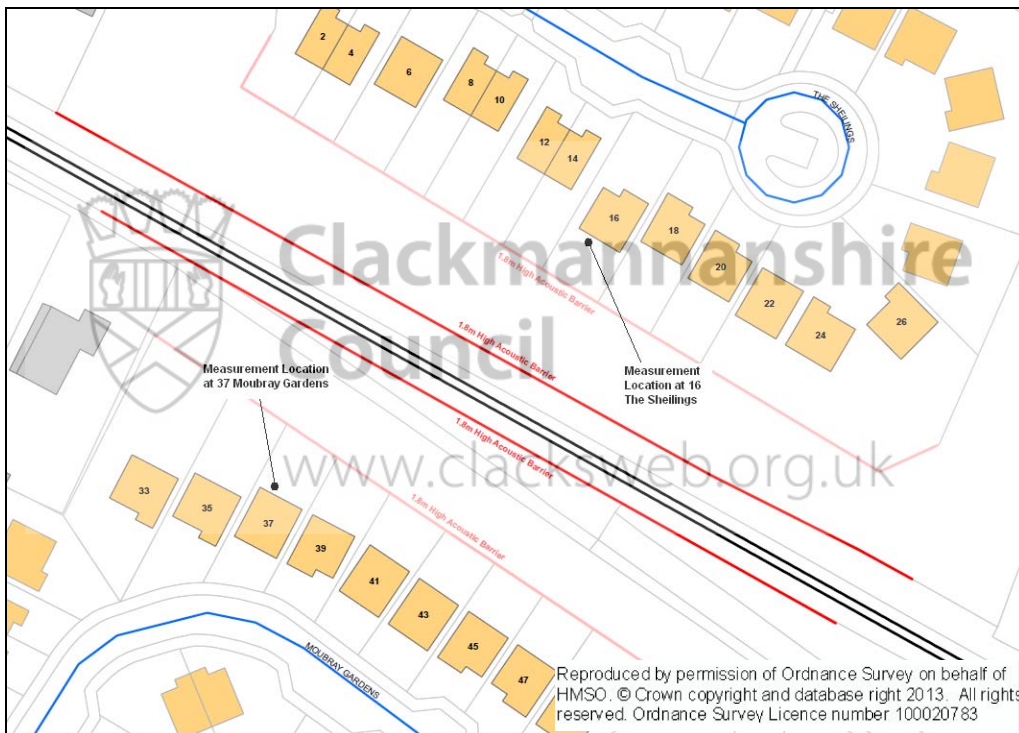 2
4
6
8
10
12
14
THE SHEILINGS
16
18
20
22
24
26
Clackmannanshire
Council
www.clacksweb.org.uk
1.8m High Acoustic Barrier
1.8m High Acoustic Barrier
1.8m High Acoustic Barrier
1.8m High Acoustic Barrier
Measurement Location
at 37 Moubray Gardens
Measurement
Location at 16
The Sheilings
33
35
37
39
41
43
45
47
MOUBRAY GARDENS
Reproduced by permission of Ordnance Survey on behalf of
HMSO. © Crown copyright and database right 2013. All rights
reserved. Ordnance Survey Licence number 100020783